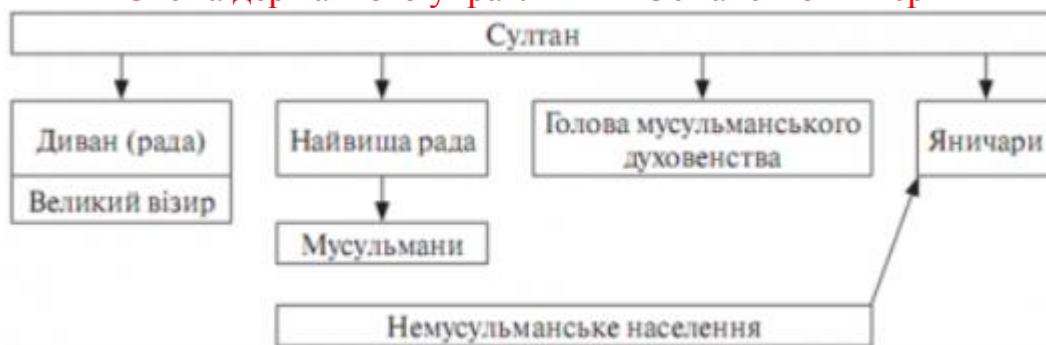 Султан
Диван (рада)
Великий візир
Найвища рада
Мусульмани
Голова мусульманського
духовенства
Яничари
Немусульманське населення